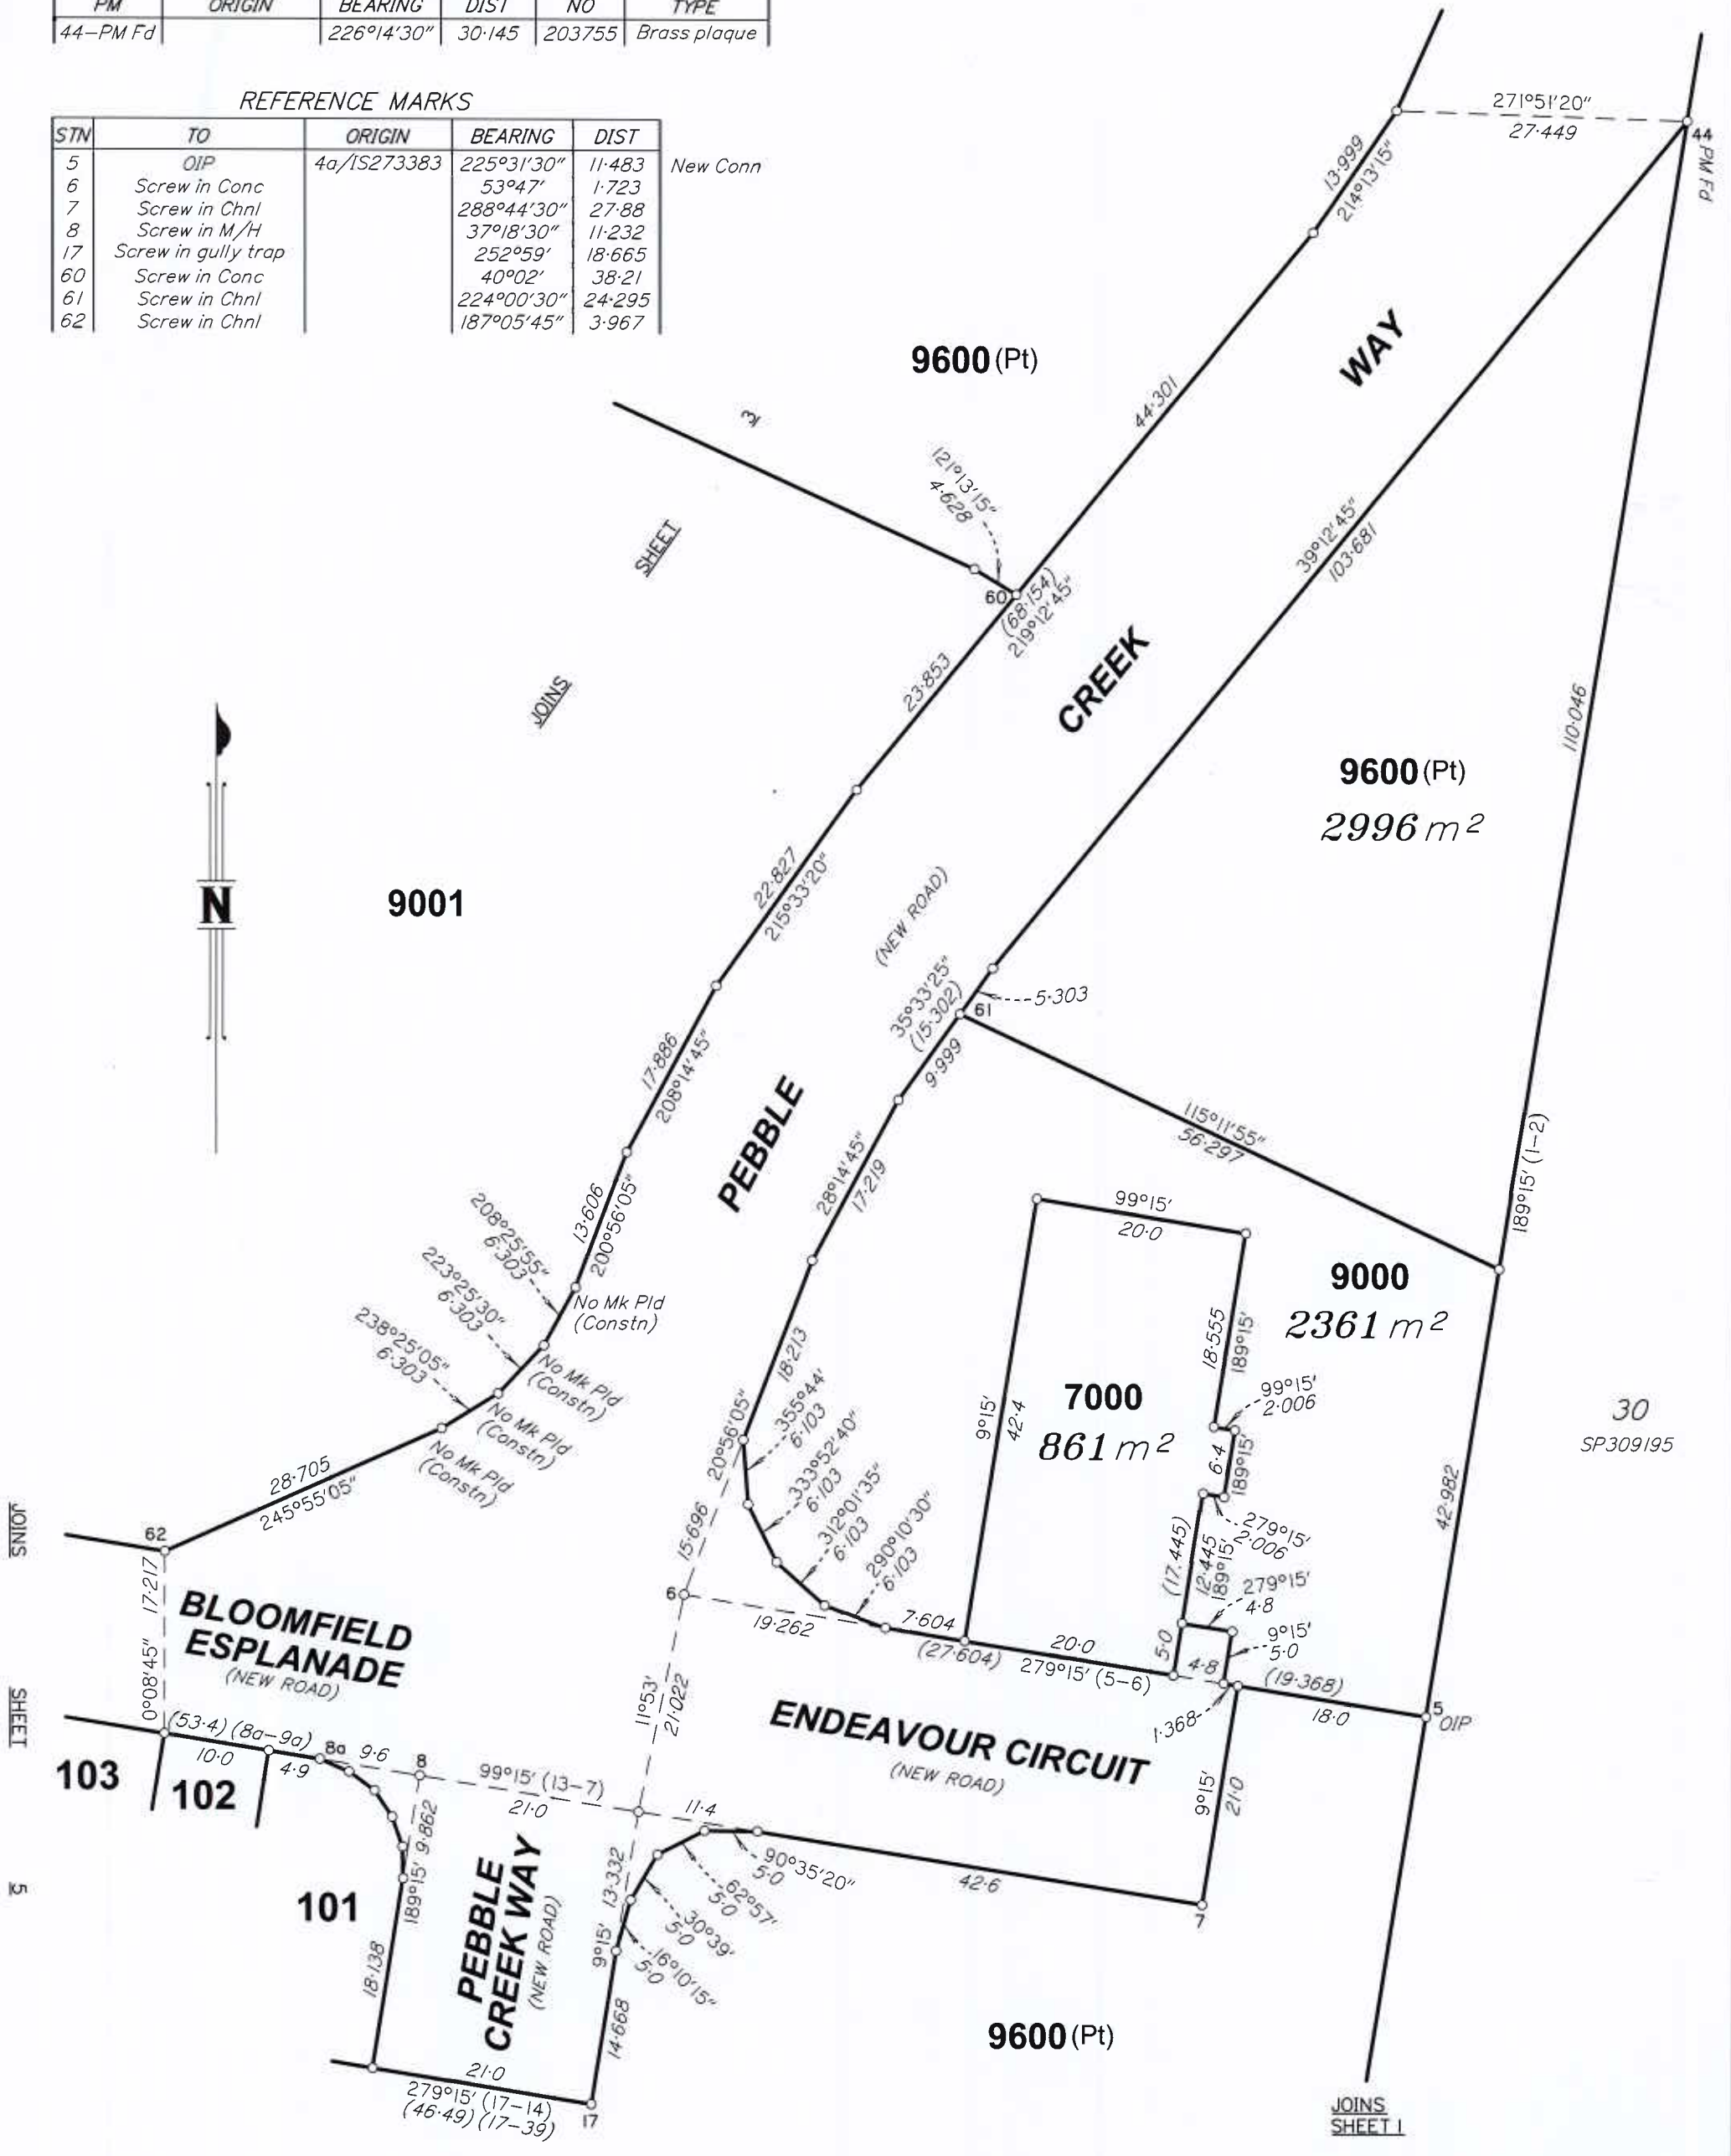 PM ORIGIN BEARING DIST NO TYPE
44-PM Fd 226°14'30" 30·145 203755 Brass plaque
REFERENCE MARKS
STN TO ORIGIN BEARING DIST
5 OIP 4a/IS273383 225°31'30" 11·483 New Conn
6 Screw in Conc 53°47' 1·723
7 Screw in Chnl 288°44'30" 27·88
8 Screw in M/H 37°18'30" 11·232
17 Screw in gully trap 252°59' 18·665
60 Screw in Conc 40°02' 38·21
61 Screw in Chnl 224°00'30" 24·295
62 Screw in Chnl 187°05'45" 3·967
271°51'20"
27·449
44
PM Fd
13·999
214°13'15"
WAY
9600 (Pt)
44·301
3
121°13'15"
4·628
SHEET
39°12'45"
103·681
60
(68·154)
219°12'45"
CREEK
23·853
JOINS
110·046
9600 (Pt)
2996 m²
N
9001
22·827
215°33'20"
(NEW ROAD)
35°33'25"
(15·302)
5·303
61
9·999
17·886
208°14'45"
PEBBLE
115°11'55"
56·297
189°15' (1-2)
28°14'45"
17·219
99°15'
20·0
13·606
200°56'05"
208°25'55"
6·303
223°25'30"
6·303
238°25'05"
6·303
No Mk Pld
(Constn)
No Mk Pld
(Constn)
No Mk Pld
(Constn)
No Mk Pld
(Constn)
9000
2361 m²
18·555
189°15'
18·213
20°56'05"
355°44'
6·103
333°52'40"
6·103
312°01'35"
6·103
290°10'30"
6·103
9°15'
42·4
7000
861 m²
99°15'
2·006
6·4
189°15'
279°15'
2·006
30
SP309195
28·705
245°55'05"
42·982
(17.445)
12·445
189°15'
279°15'
4·8
9°15'
5·0
JOINS
62
17·217
0°08'45"
15·696
6
19·262
7·604
(27·604)
20·0
279°15' (5-6)
5·0
4·8
(19·368)
1·368
18·0
5
OIP
BLOOMFIELD
ESPLANADE
(NEW ROAD)
11°53'
21·022
ENDEAVOUR CIRCUIT
(NEW ROAD)
SHEET
(53·4) (8a-9a)
10·0
4·9
8a
9·6
8
99°15' (13-7)
21·0
11·4
103
102
9°15'
21·0
189°15' 9·862
90°35'20"
5·0
62°57'
5·0
30°39'
5·0
16°10'15"
5·0
42·6
7
5
101
PEBBLE
CREEK WAY
(NEW ROAD)
9°15' 13·332
18·138
14·668
9600 (Pt)
21·0
279°15' (17-14)
(46·49) (17-39)
17
JOINS
SHEET 1